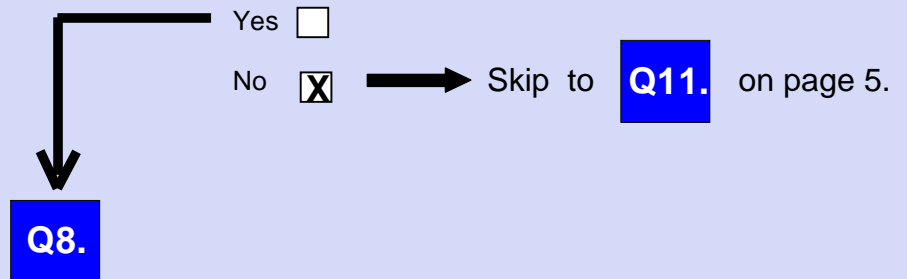 Yes
No X Skip to Q11. on page 5.
Q8.